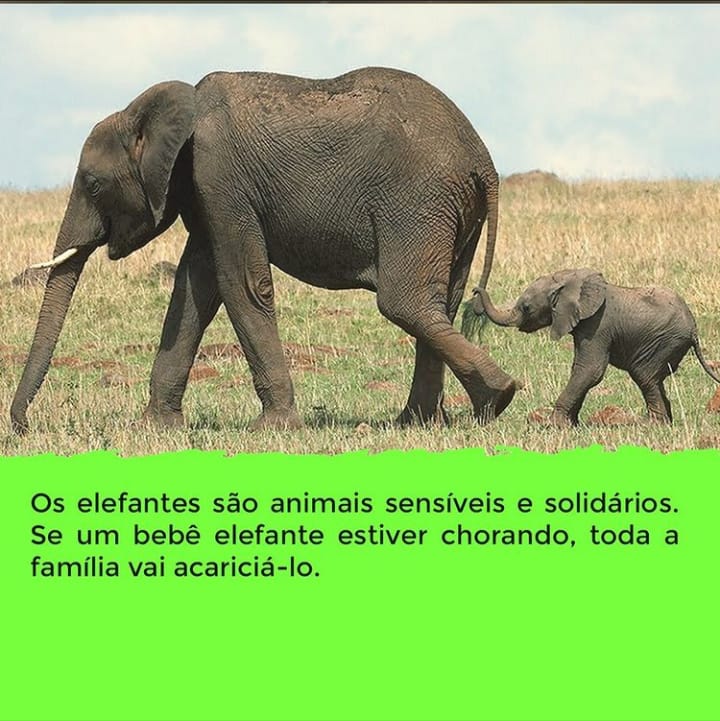 Os elefantes são animais sensíveis e solidários.
Se um bebê elefante estiver chorando, toda a
família vai acariciá-lo.